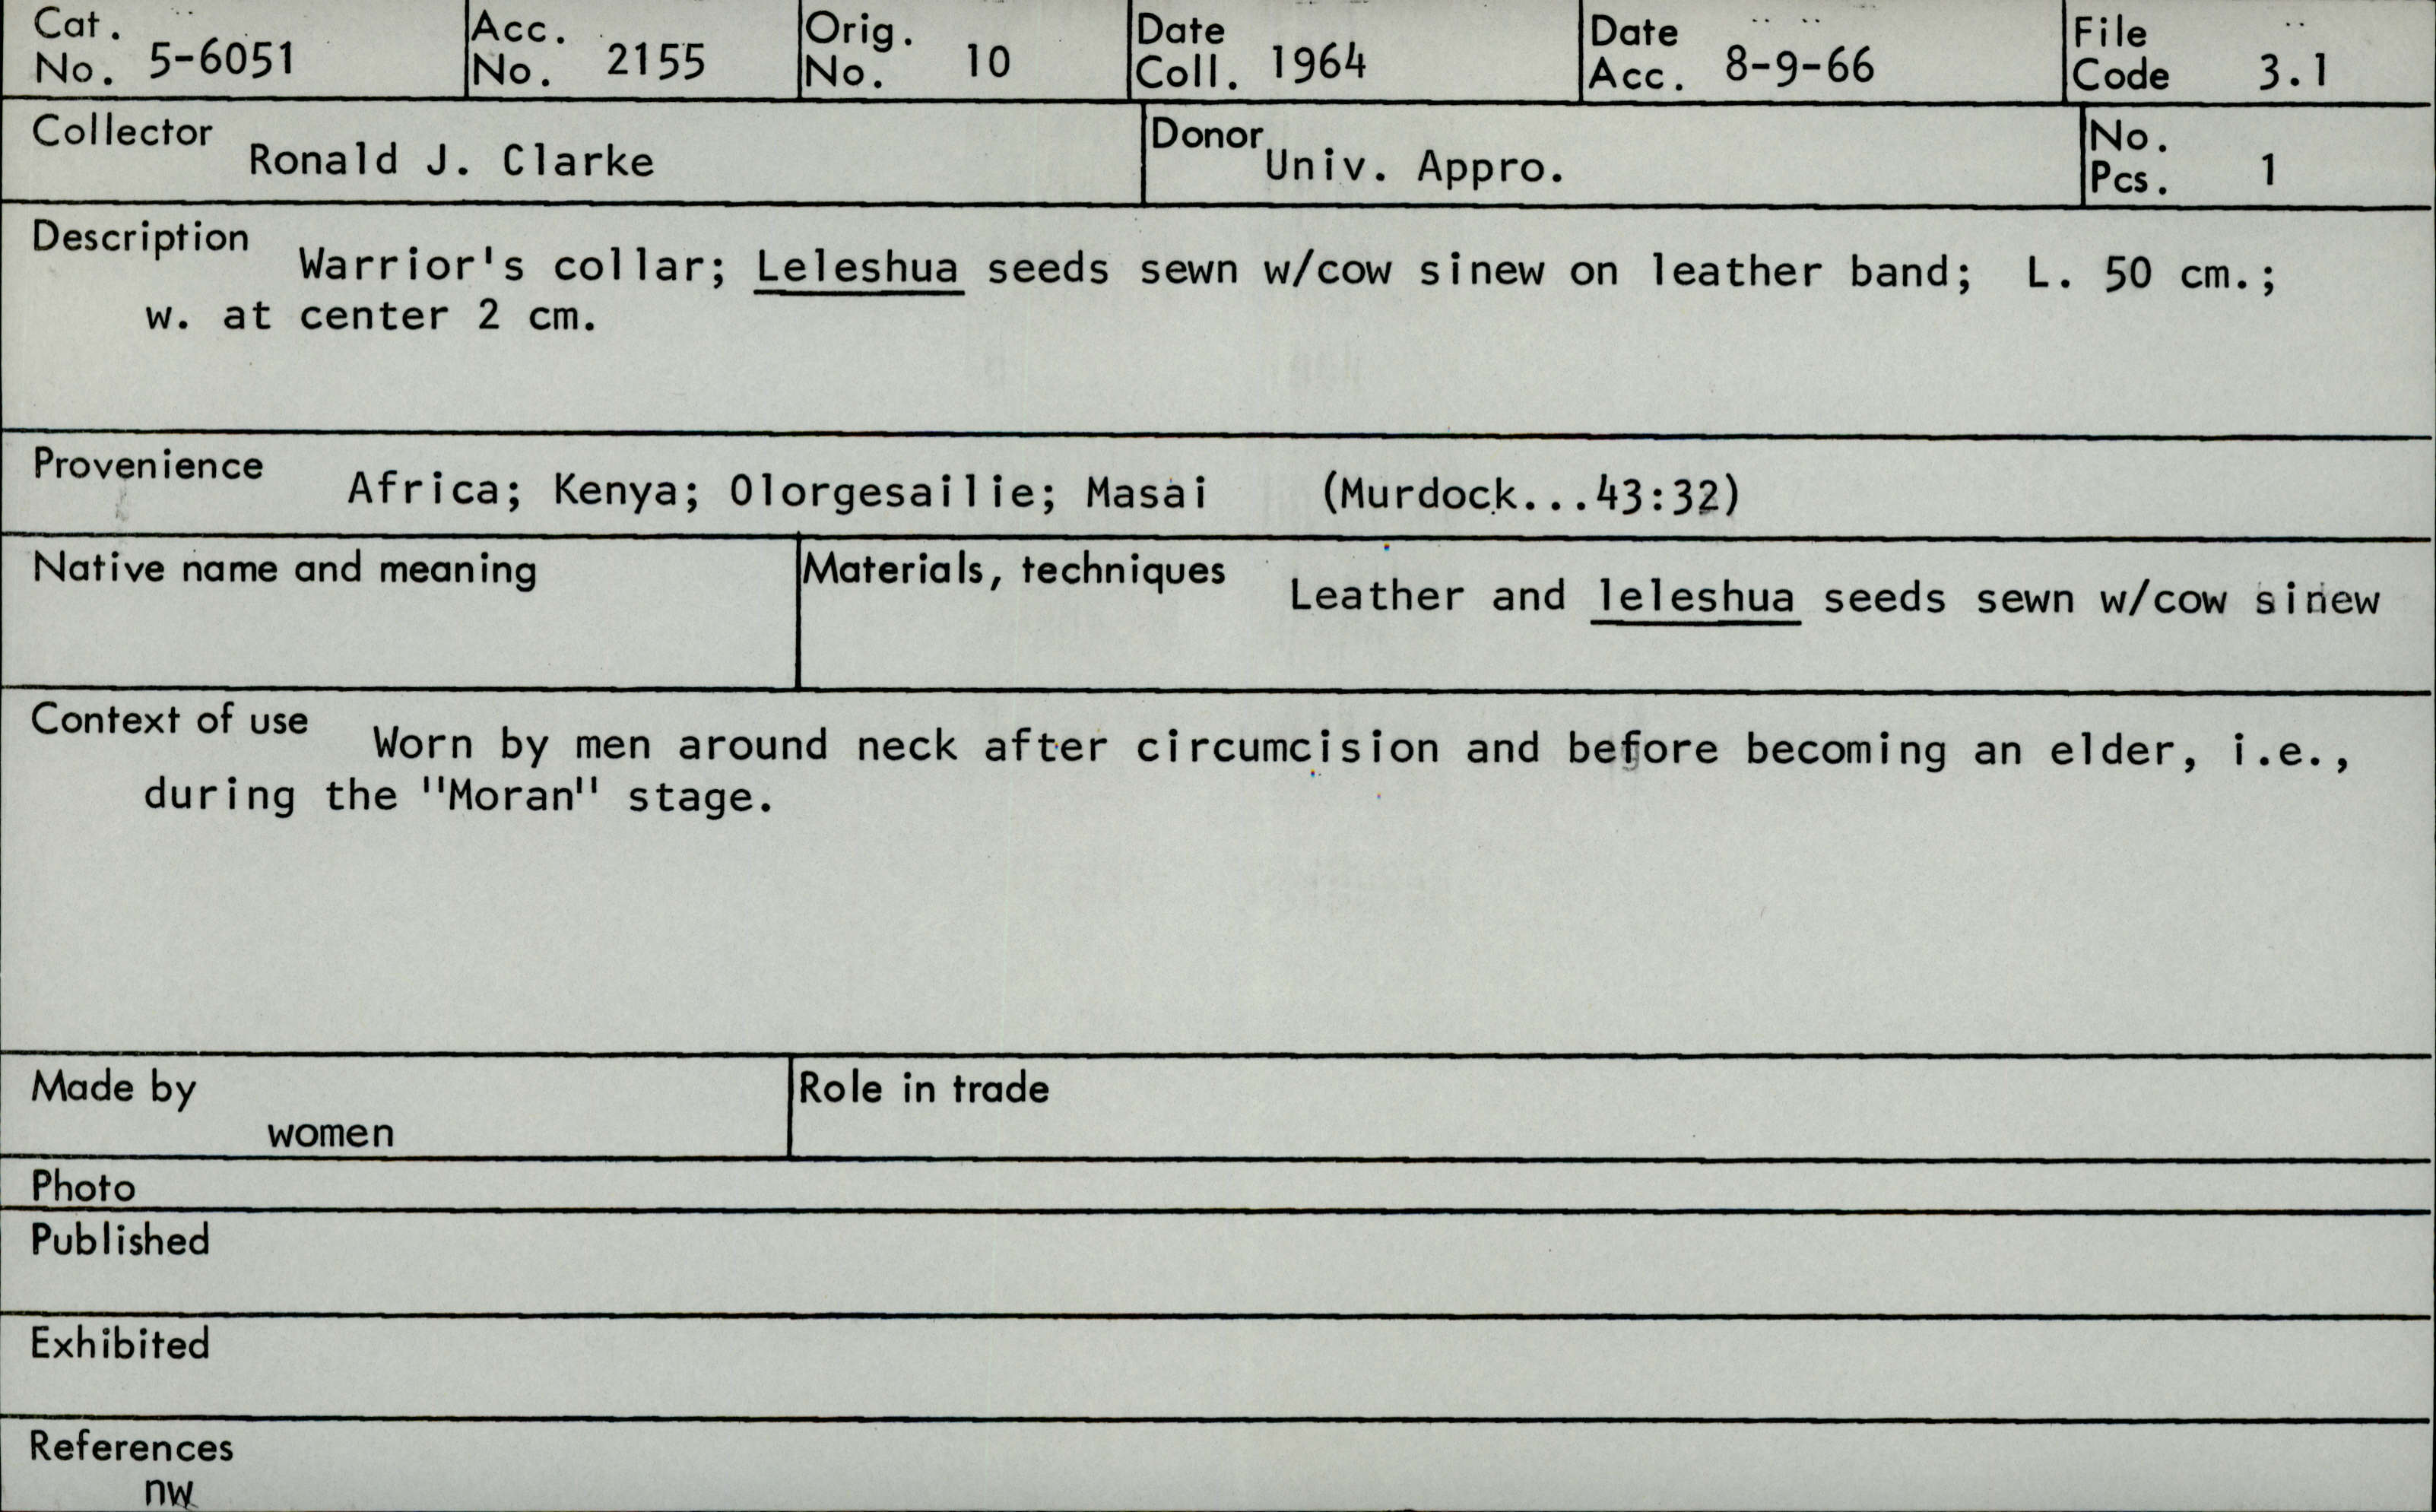 Cat. No. 5-6051 Acc. No. 2155 Orig. No. 10 Date Coll. 1964 Date Acc. 8-9-66 File Code 3.1
Collector Ronald J. Clarke Donor Univ. Appro. No. Pcs. 1
Description Warrior's collar; Leleshua seeds sewn w/cow sinew on leather band; L. 50 cm.;
w. at center 2 cm.
Provenience Africa; Kenya; Olorgesailie; Masai (Murdock...43:32)
Native name and meaning Materials, techniques Leather and leleshua seeds sewn w/cow sinew
Context of use Worn by men around neck after circumcision and before becoming an elder, i.e.,
during the "Moran" stage.
Made by women Role in trade
Photo
Published
Exhibited
References
nw